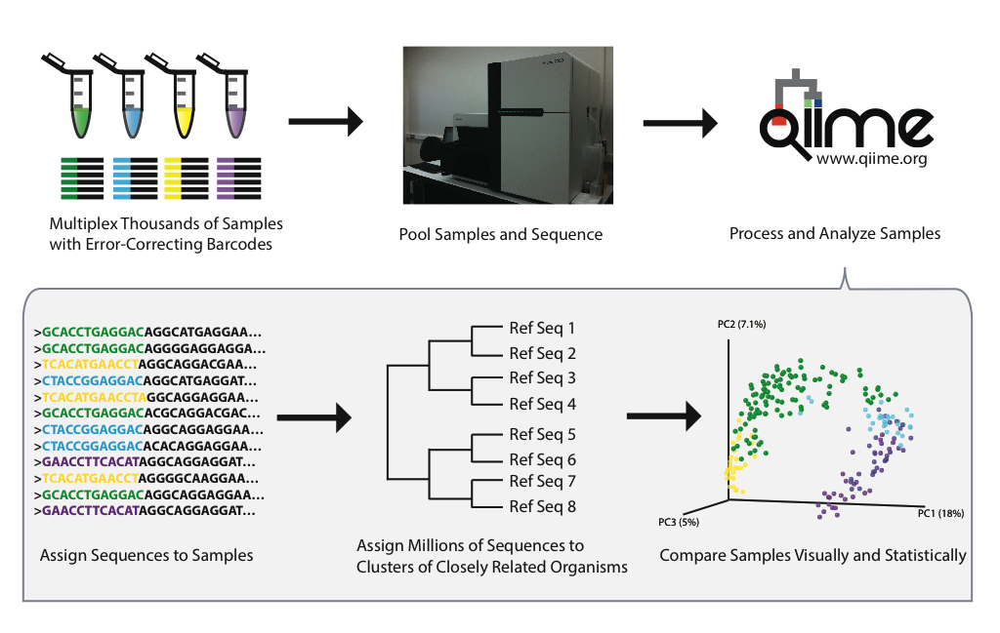 qiime
www.qiime.org
Multiplex Thousands of Samples
with Error-Correcting Barcodes
Pool Samples and Sequence
Process and Analyze Samples
>GCACCTGAGGACAGGCATGAGGAA...
>GCACCTGAGGACAGGGGAGGAGGA...
>TCACATGAACCTAGGCAGGACGAA...
>CTACCGGAGGACAGGCATGAGGAT...
>TCACATGAACCTAGGCAGGAGGAA...
>GCACCTGAGGACACGCAGGACGAC...
>CTACCGGAGGACAGGCAGGAGGAA...
>CTACCGGAGGACACACAGGAGGAA...
>GAACCTTCACATAGGCAGGAGGAT...
>TCACATGAACCTAGGGGCAAGGAA...
>GCACCTGAGGACAGGCAGGAGGAA...
>GAACCTTCACATAGGCAGGAGGAT...
Assign Sequences to Samples
Ref Seq 1
Ref Seq 2
Ref Seq 3
Ref Seq 4
Ref Seq 5
Ref Seq 6
Ref Seq 7
Ref Seq 8
Assign Millions of Sequences to
Clusters of Closely Related Organisms
PC2 (7.1%)
PC1 (18%)
PC3 (5%)
Compare Samples Visually and Statistically